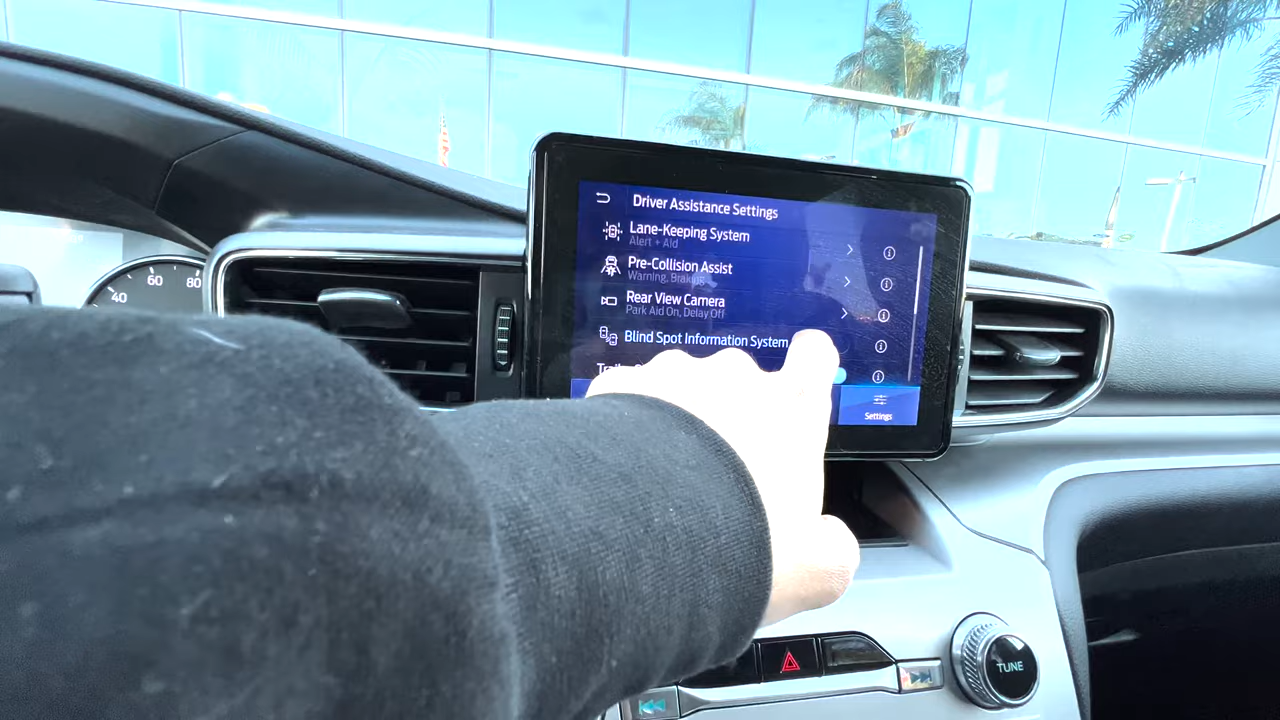 Driver Assistance Settings
Lane-Keeping System
Alert + Aid
Pre-Collision Assist
Warning, Braking
Rear View Camera
Park Aid On, Delay Off
Blind Spot Information System
Settings
40 60 80
TUNE